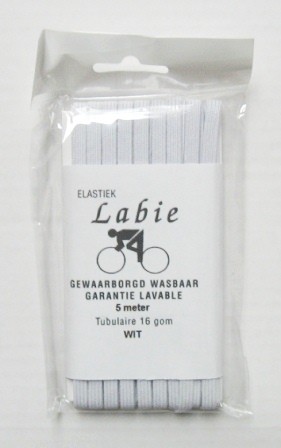 ELASTIEK
Labie
GEWAARBORGD WASBAAR
GARANTIE LAVABLE
5 meter
Tubulaire 16 gom
WIT